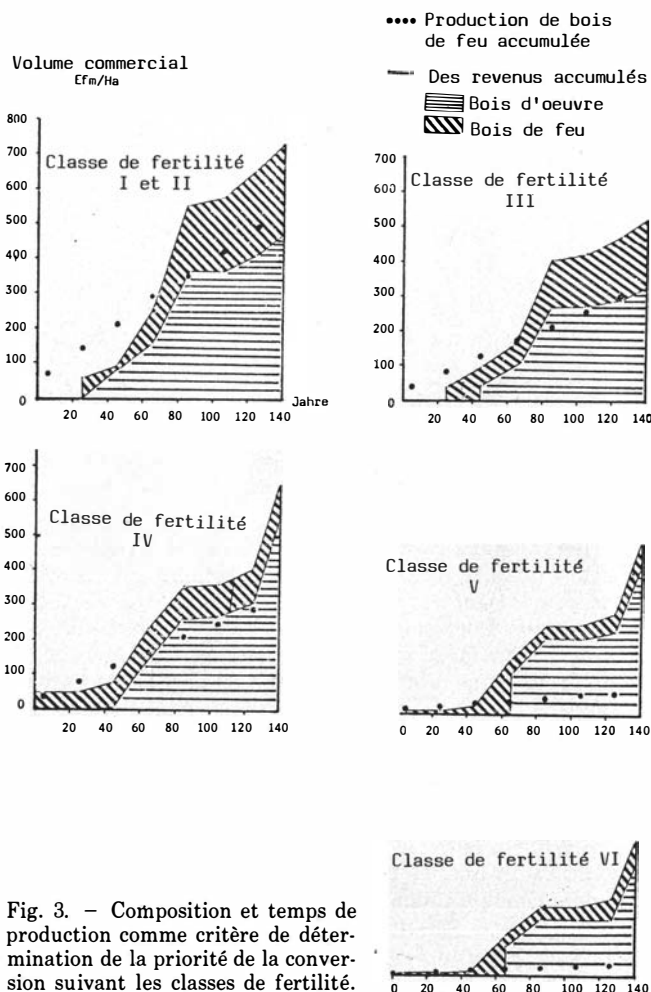 •••• Production de bois
de feu accumulée
— Des revenus accumulés
Bois d'oeuvre
Bois de feu
Volume commercial
Efm/Ha
800
700
600
500
400
300
200
100
0
Classe de fertilité
I et II
20 40 60 80 100 120 140
Jahre
700
600
500
400
300
200
100
0
Classe de fertilité
III
20 40 60 80 100 120 140
700
600
500
400
300
200
100
0
Classe de fertilité
IV
20 40 60 80 100 120 140
Classe de fertilité
V
0 20 40 60 80 100 120 140
Classe de fertilité VI
0 20 40 60 80 100 120 140
Fig. 3. — Composition et temps de
production comme critère de déter-
mination de la priorité de la conver-
sion suivant les classes de fertilité.